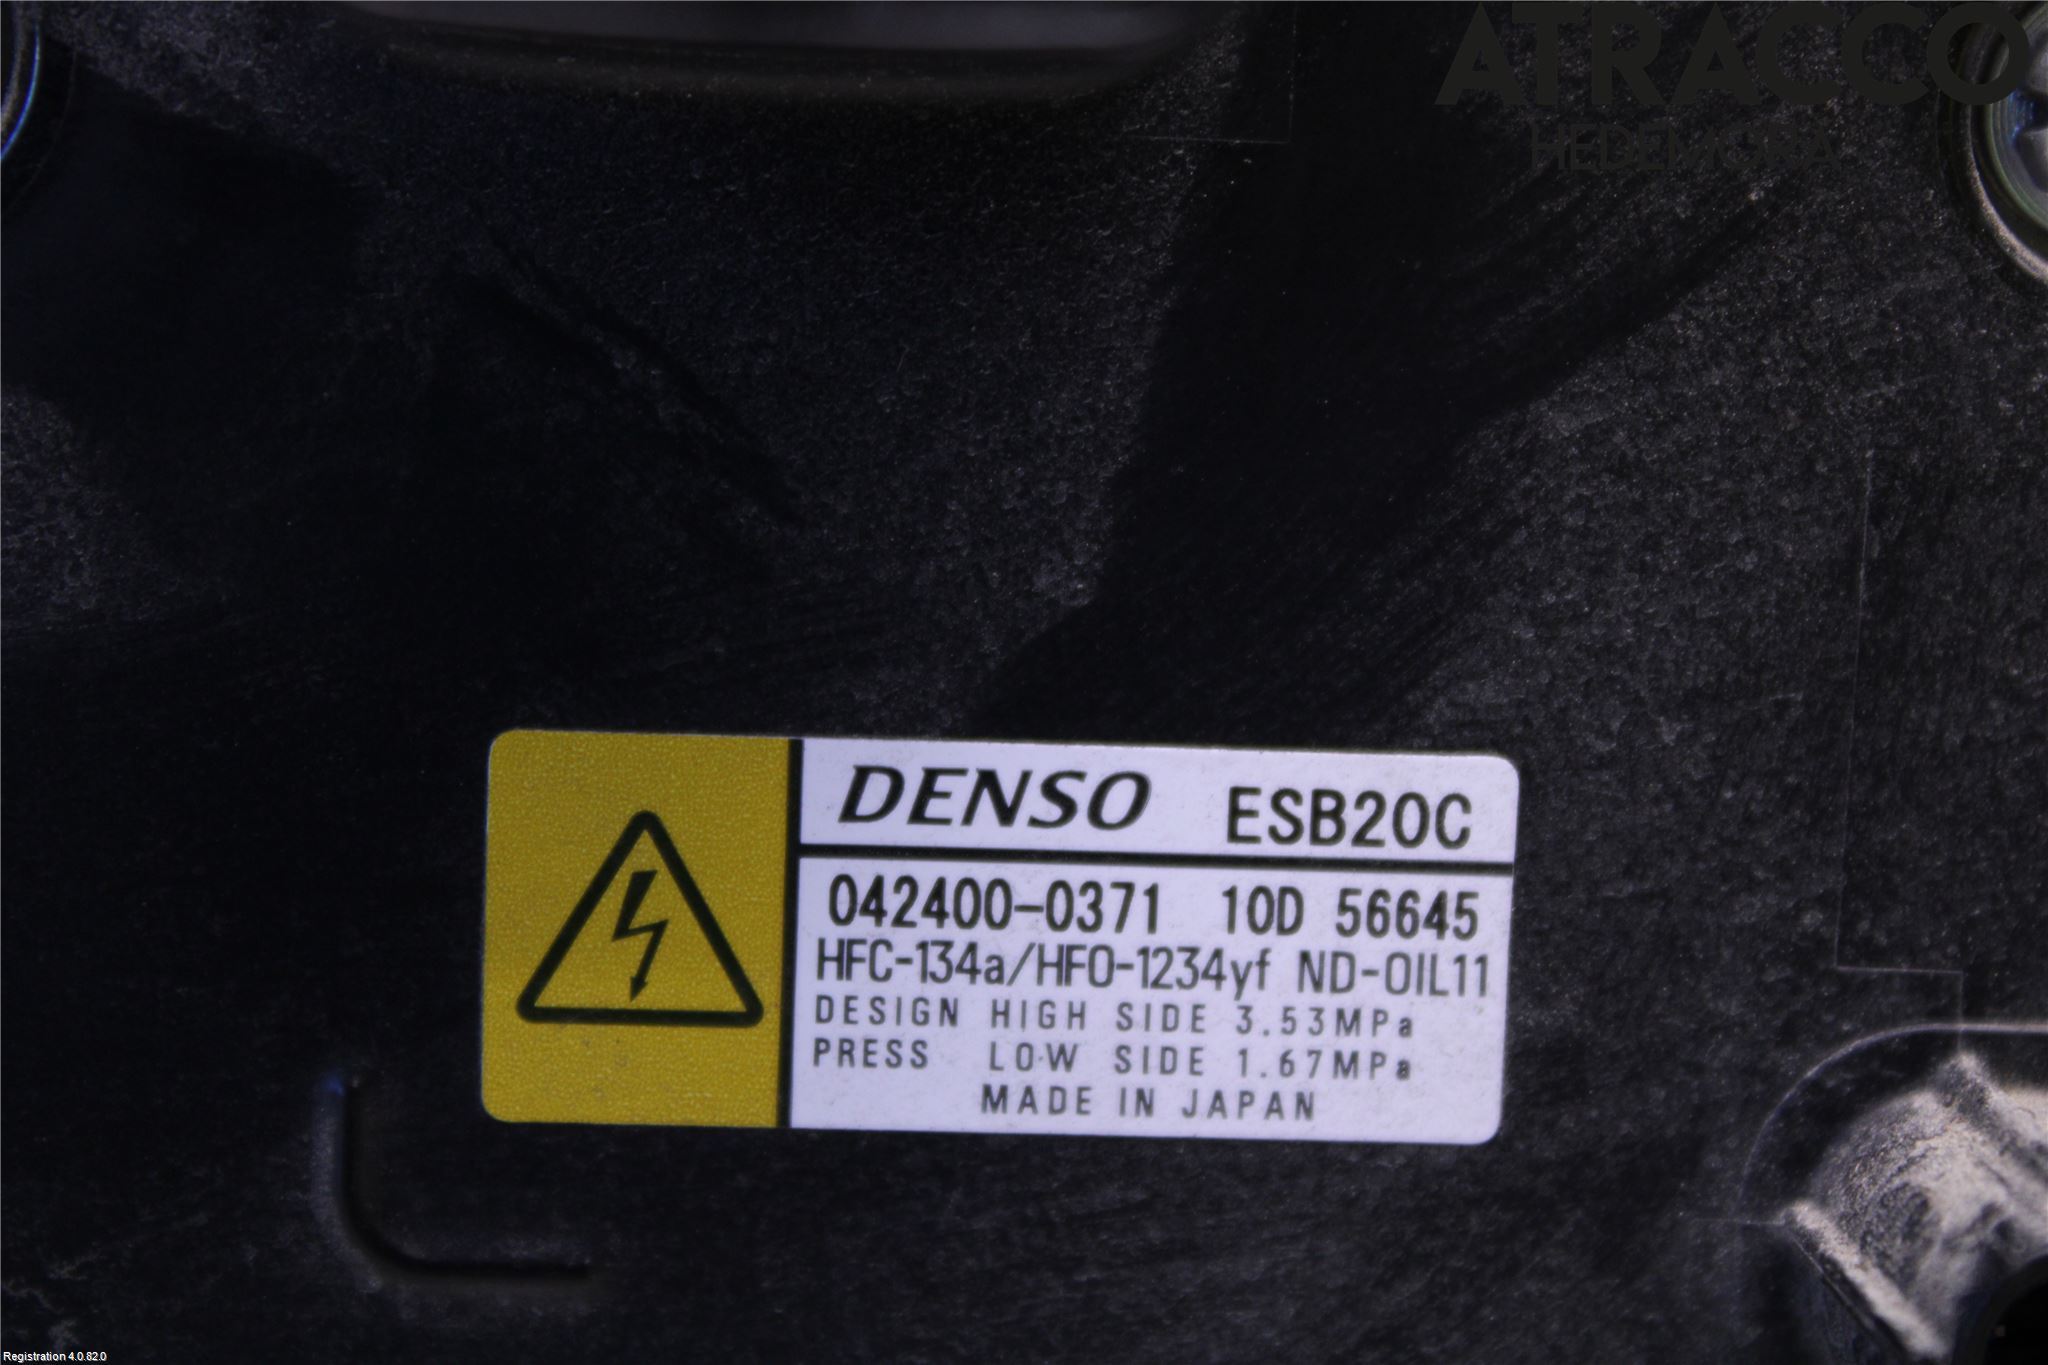 ATRACCO
HEDEMORA
DENSO ESB20C
042400-0371 10D 56645
HFC-134a/HFO-1234yf ND-OIL11
DESIGN HIGH SIDE 3.53MPa
PRESS LOW SIDE 1.67MPa
MADE IN JAPAN
Registration 4.0.82.0